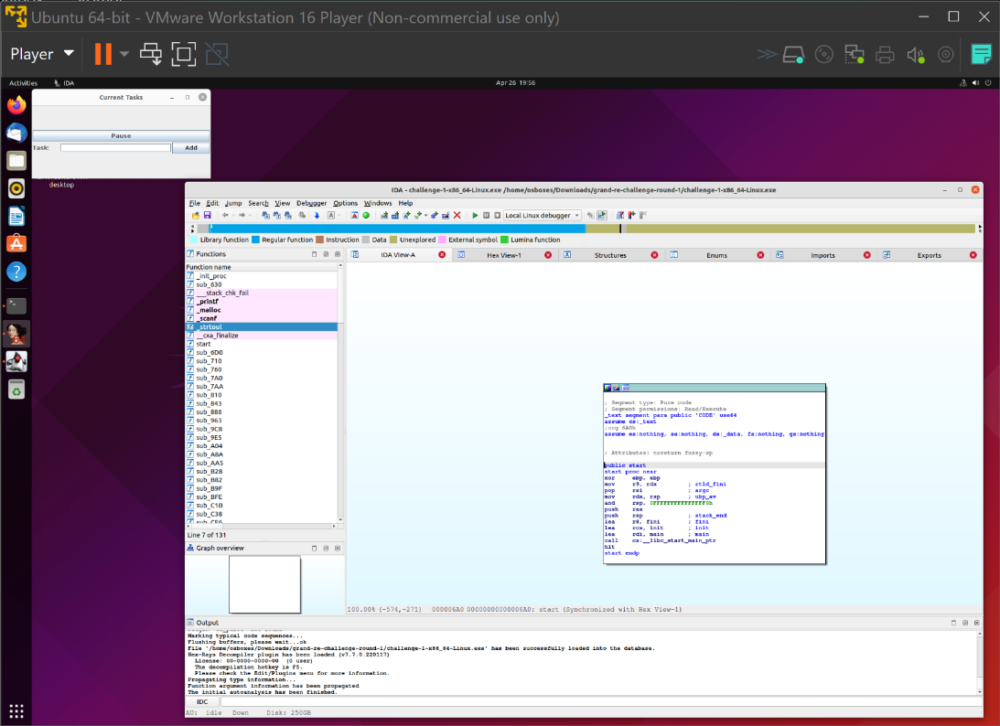 Ubuntu 64-bit - VMware Workstation 16 Player (Non-commercial use only)
Player
Activities
IDA
Apr 26 19:56
Current Tasks
Pause
Task:
Add
desktop
IDA - challenge-1-x86_64-Linux.exe /home/osboxes/Downloads/grand-re-challenge-round-1/challenge-1-x86_64-Linux.exe
File Edit Jump Search View Debugger Options Windows Help
Local Linux debugger
Library function Regular function Instruction Data Unexplored External symbol Lumina function
Functions
IDA View-A
Hex View-1
Structures
Enums
Imports
Exports
Function name
_init_proc
sub_630
___stack_chk_fail
_printf
_malloc
_scanf
_strtoul
__cxa_finalize
start
sub_6D0
sub_710
sub_760
sub_7A0
sub_7AA
sub_810
sub_843
sub_886
sub_963
sub_9C8
sub_9E5
sub_A04
sub_A8A
sub_AA5
sub_B28
sub_B82
sub_B9F
sub_BFE
sub_C1B
sub_C38
Line 7 of 131
Graph overview
; Segment type: Pure code
; Segment permissions: Read/Execute
_text segment para public 'CODE' use64
assume cs:_text
;org 6A0h
assume es:nothing, ss:nothing, ds:_data, fs:nothing, gs:nothing
; Attributes: noreturn fuzzy-sp
public start
start proc near
xor ebp, ebp
mov r9, rdx ; rtld_fini
pop rsi ; argc
mov rdx, rsp ; ubp_av
and rsp, 0FFFFFFFFFFFFFFF0h
push rax
push rsp ; stack_end
lea r8, fini ; fini
lea rcx, init ; init
lea rdi, main ; main
call cs:__libc_start_main_ptr
hlt
start endp
100.00% (-574,-271) 000006A0 00000000000006A0: start (Synchronized with Hex View-1)
Output
Marking typical code sequences...
Flushing buffers, please wait...ok
File '/home/osboxes/Downloads/grand-re-challenge-round-1/challenge-1-x86_64-Linux.exe' has been successfully loaded into the database.
Hex-Rays Decompiler plugin has been loaded (v7.7.0.220117)
License: 00-0000-0000-00 (0 user)
The decompilation hotkey is F5.
Please check the Edit/Plugins menu for more information.
Propagating type information...
Function argument information has been propagated
The initial autoanalysis has been finished.
IDC
AU: idle Down Disk: 250GB